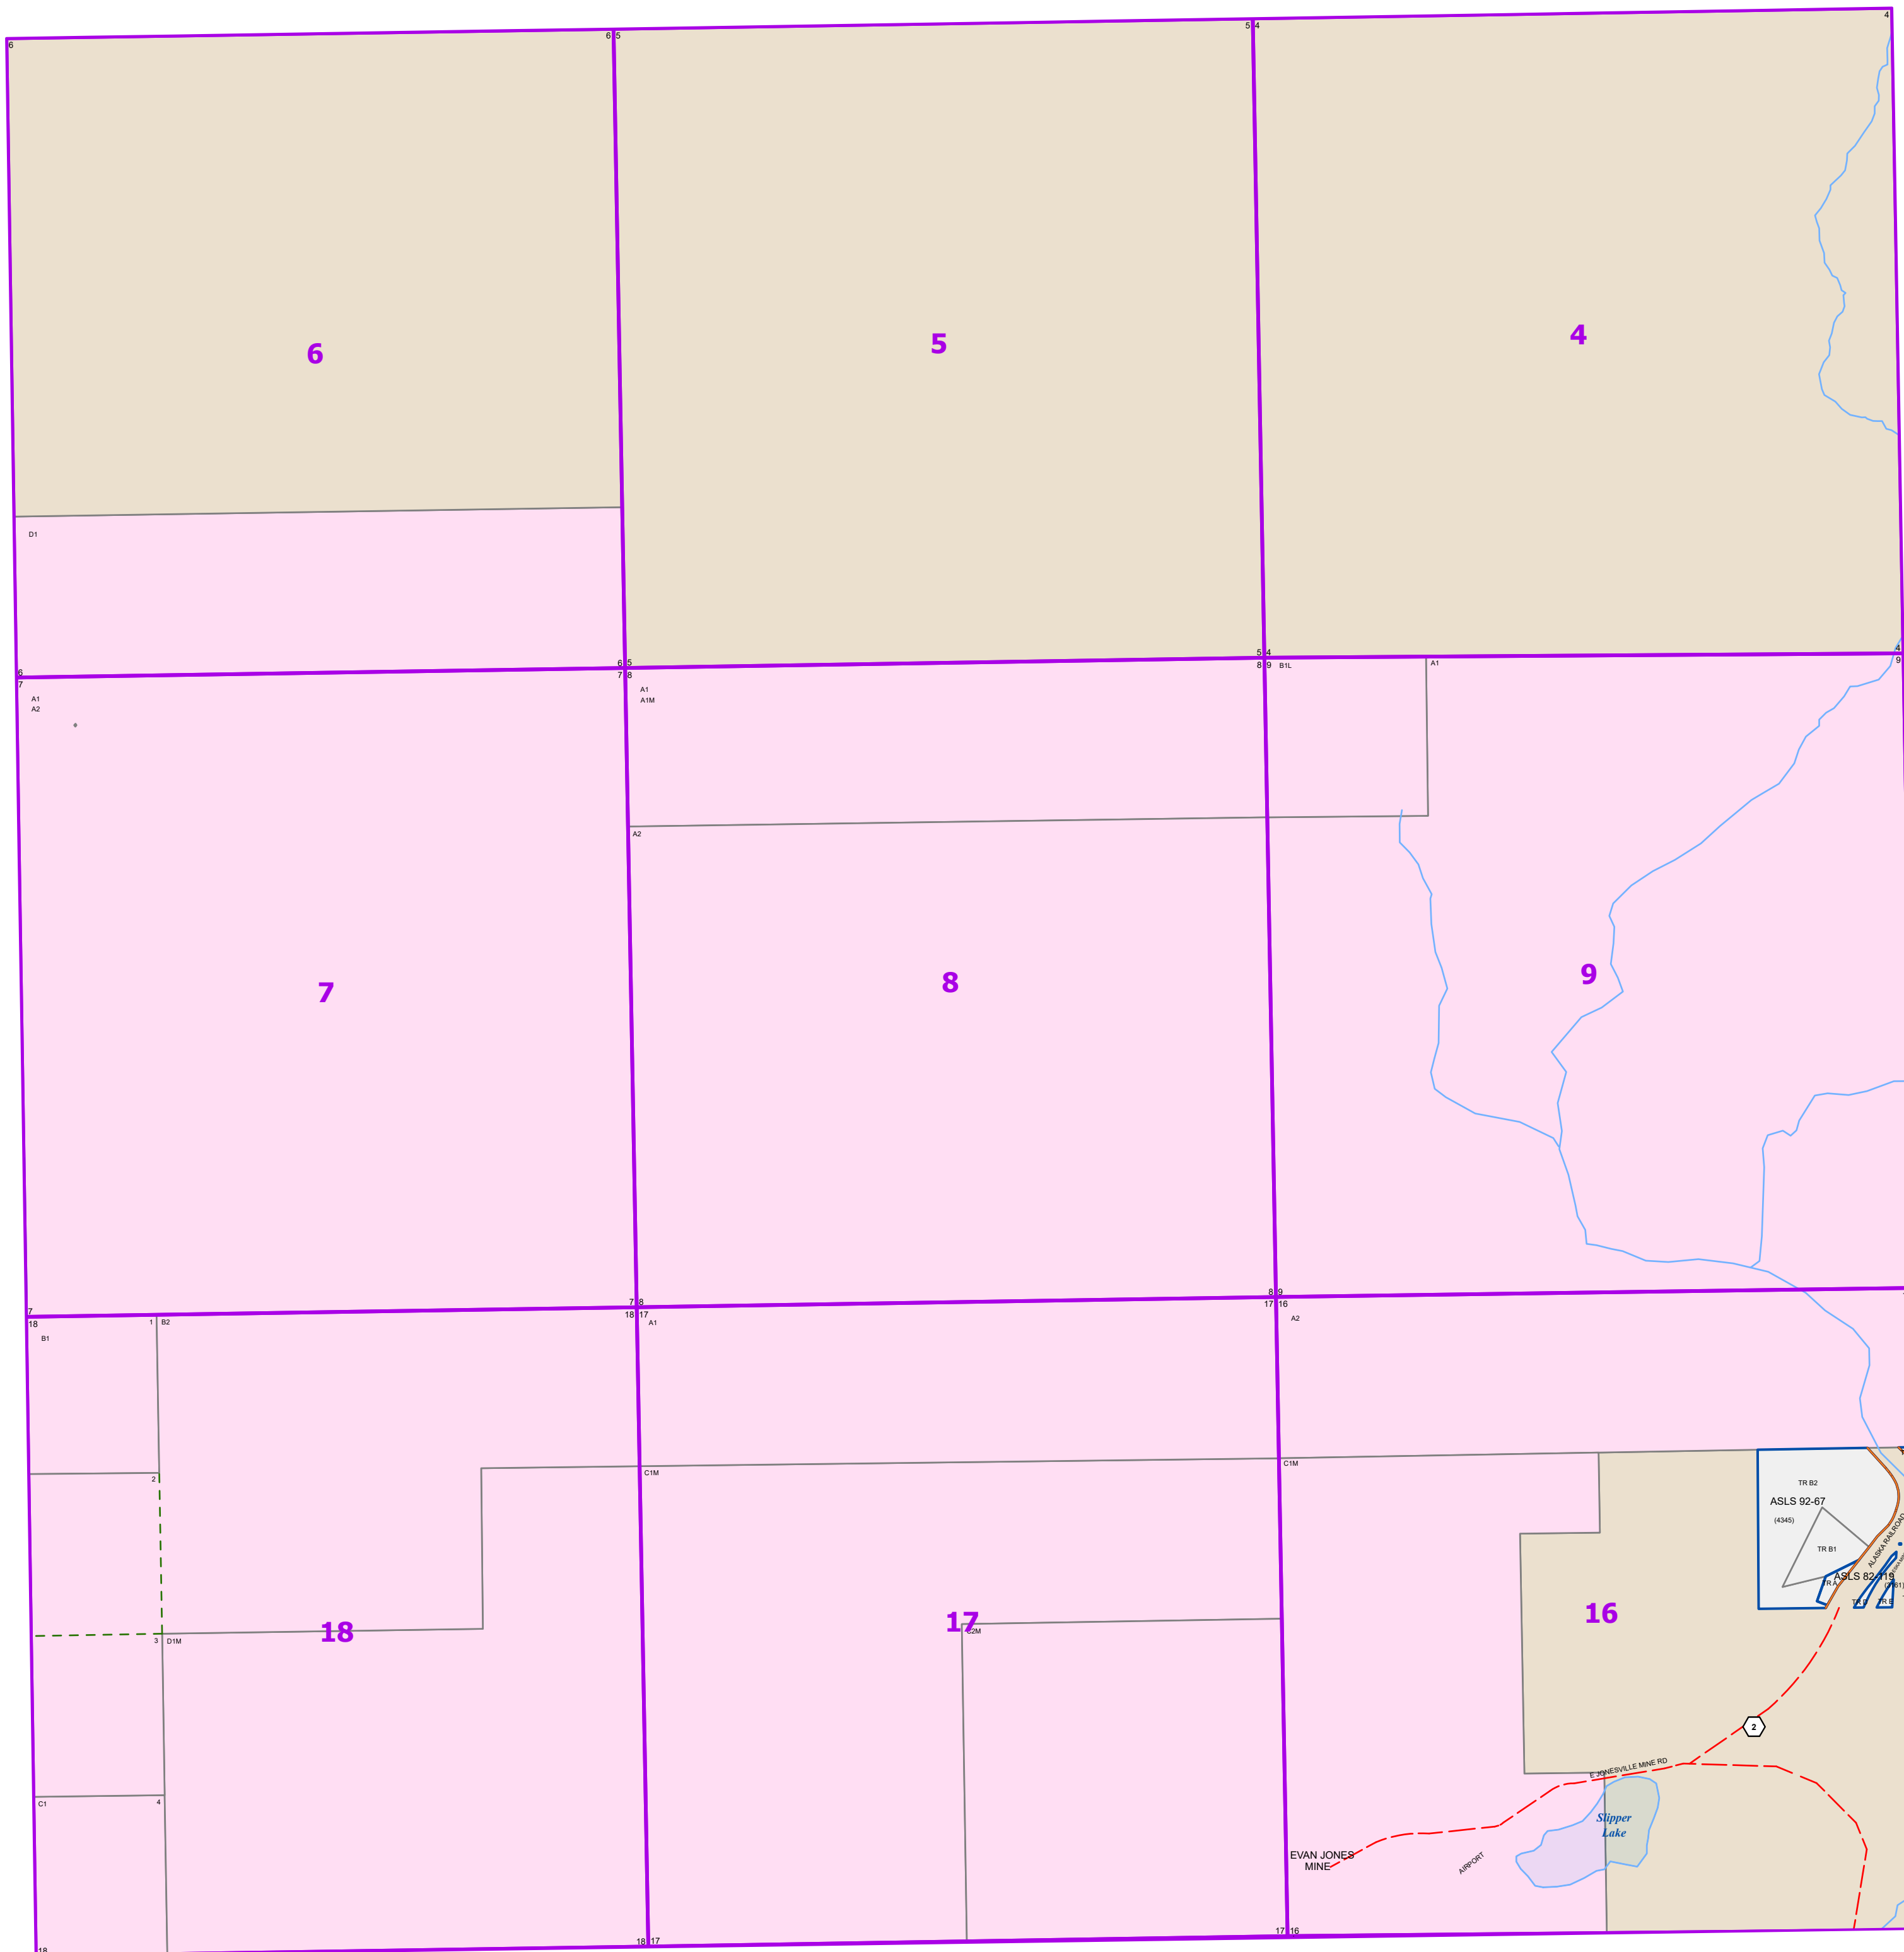 6
6 5
5 4
4
6
5
4
D1
6
7
6 5
7 8
5 4
8 9
B1L
A1
4
9
A1
A2
A1
A1M
A2
7
8
9
7
18
7 8
18 17
8 9
17 16
1
B2
B1
A1
A2
2
C1M
C1M
TR B2
ASLS 92-67
(4345)
TR B1
ALASKA RAILROAD
ASLS 82-119
TR A
TR D
TR E
3
D1M
18
17
C2M
16
2
E JONESVILLE MINE RD
C1
4
Slipper
Lake
EVAN JONES
MINE
AIRPORT
18
18 17
17 16